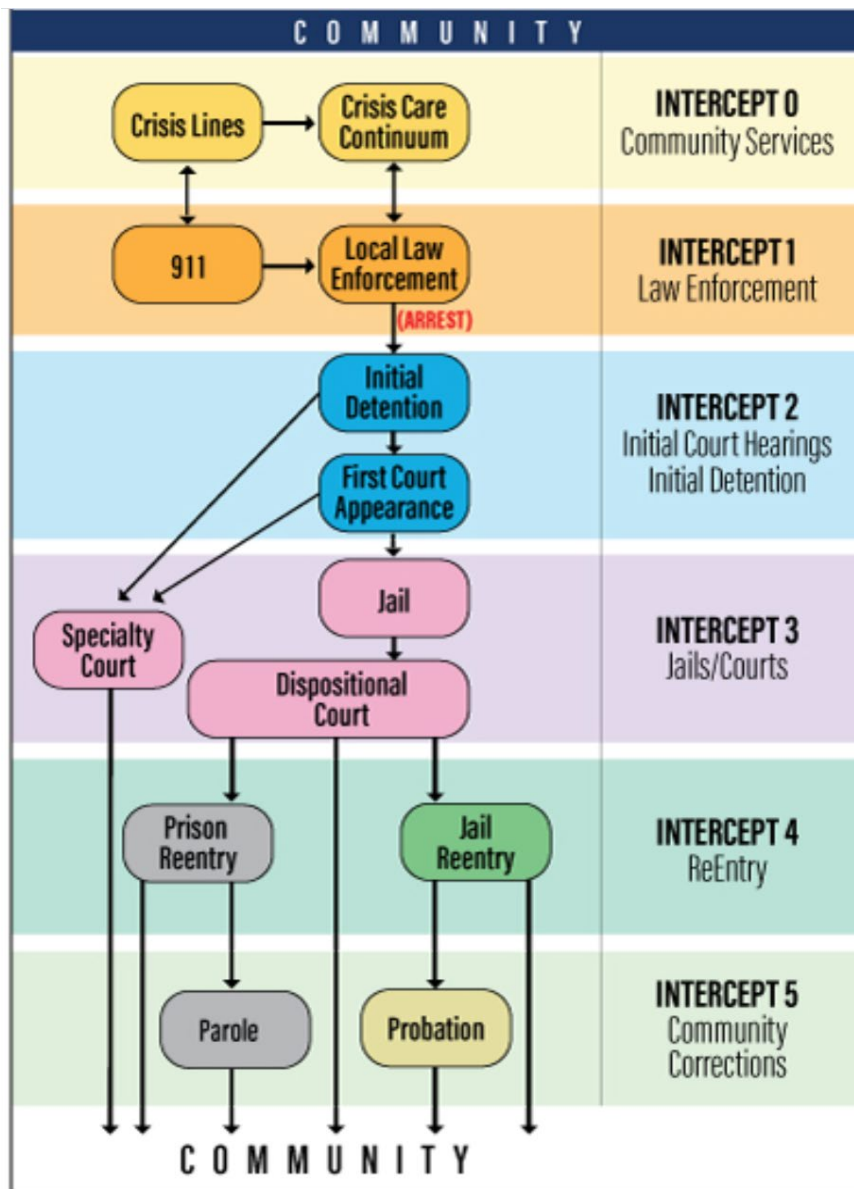 COMMUNITY
Crisis Lines
Crisis Care
Continuum
INTERCEPT 0
Community Services
911
Local Law
Enforcement
INTERCEPT 1
Law Enforcement
(ARREST)
Initial
Detention
First Court
Appearance
INTERCEPT 2
Initial Court Hearings
Initial Detention
Jail
Specialty
Court
Dispositional
Court
INTERCEPT 3
Jails/Courts
Prison
Reentry
Jail
Reentry
INTERCEPT 4
ReEntry
Parole
Probation
INTERCEPT 5
Community
Corrections
COMMUNITY